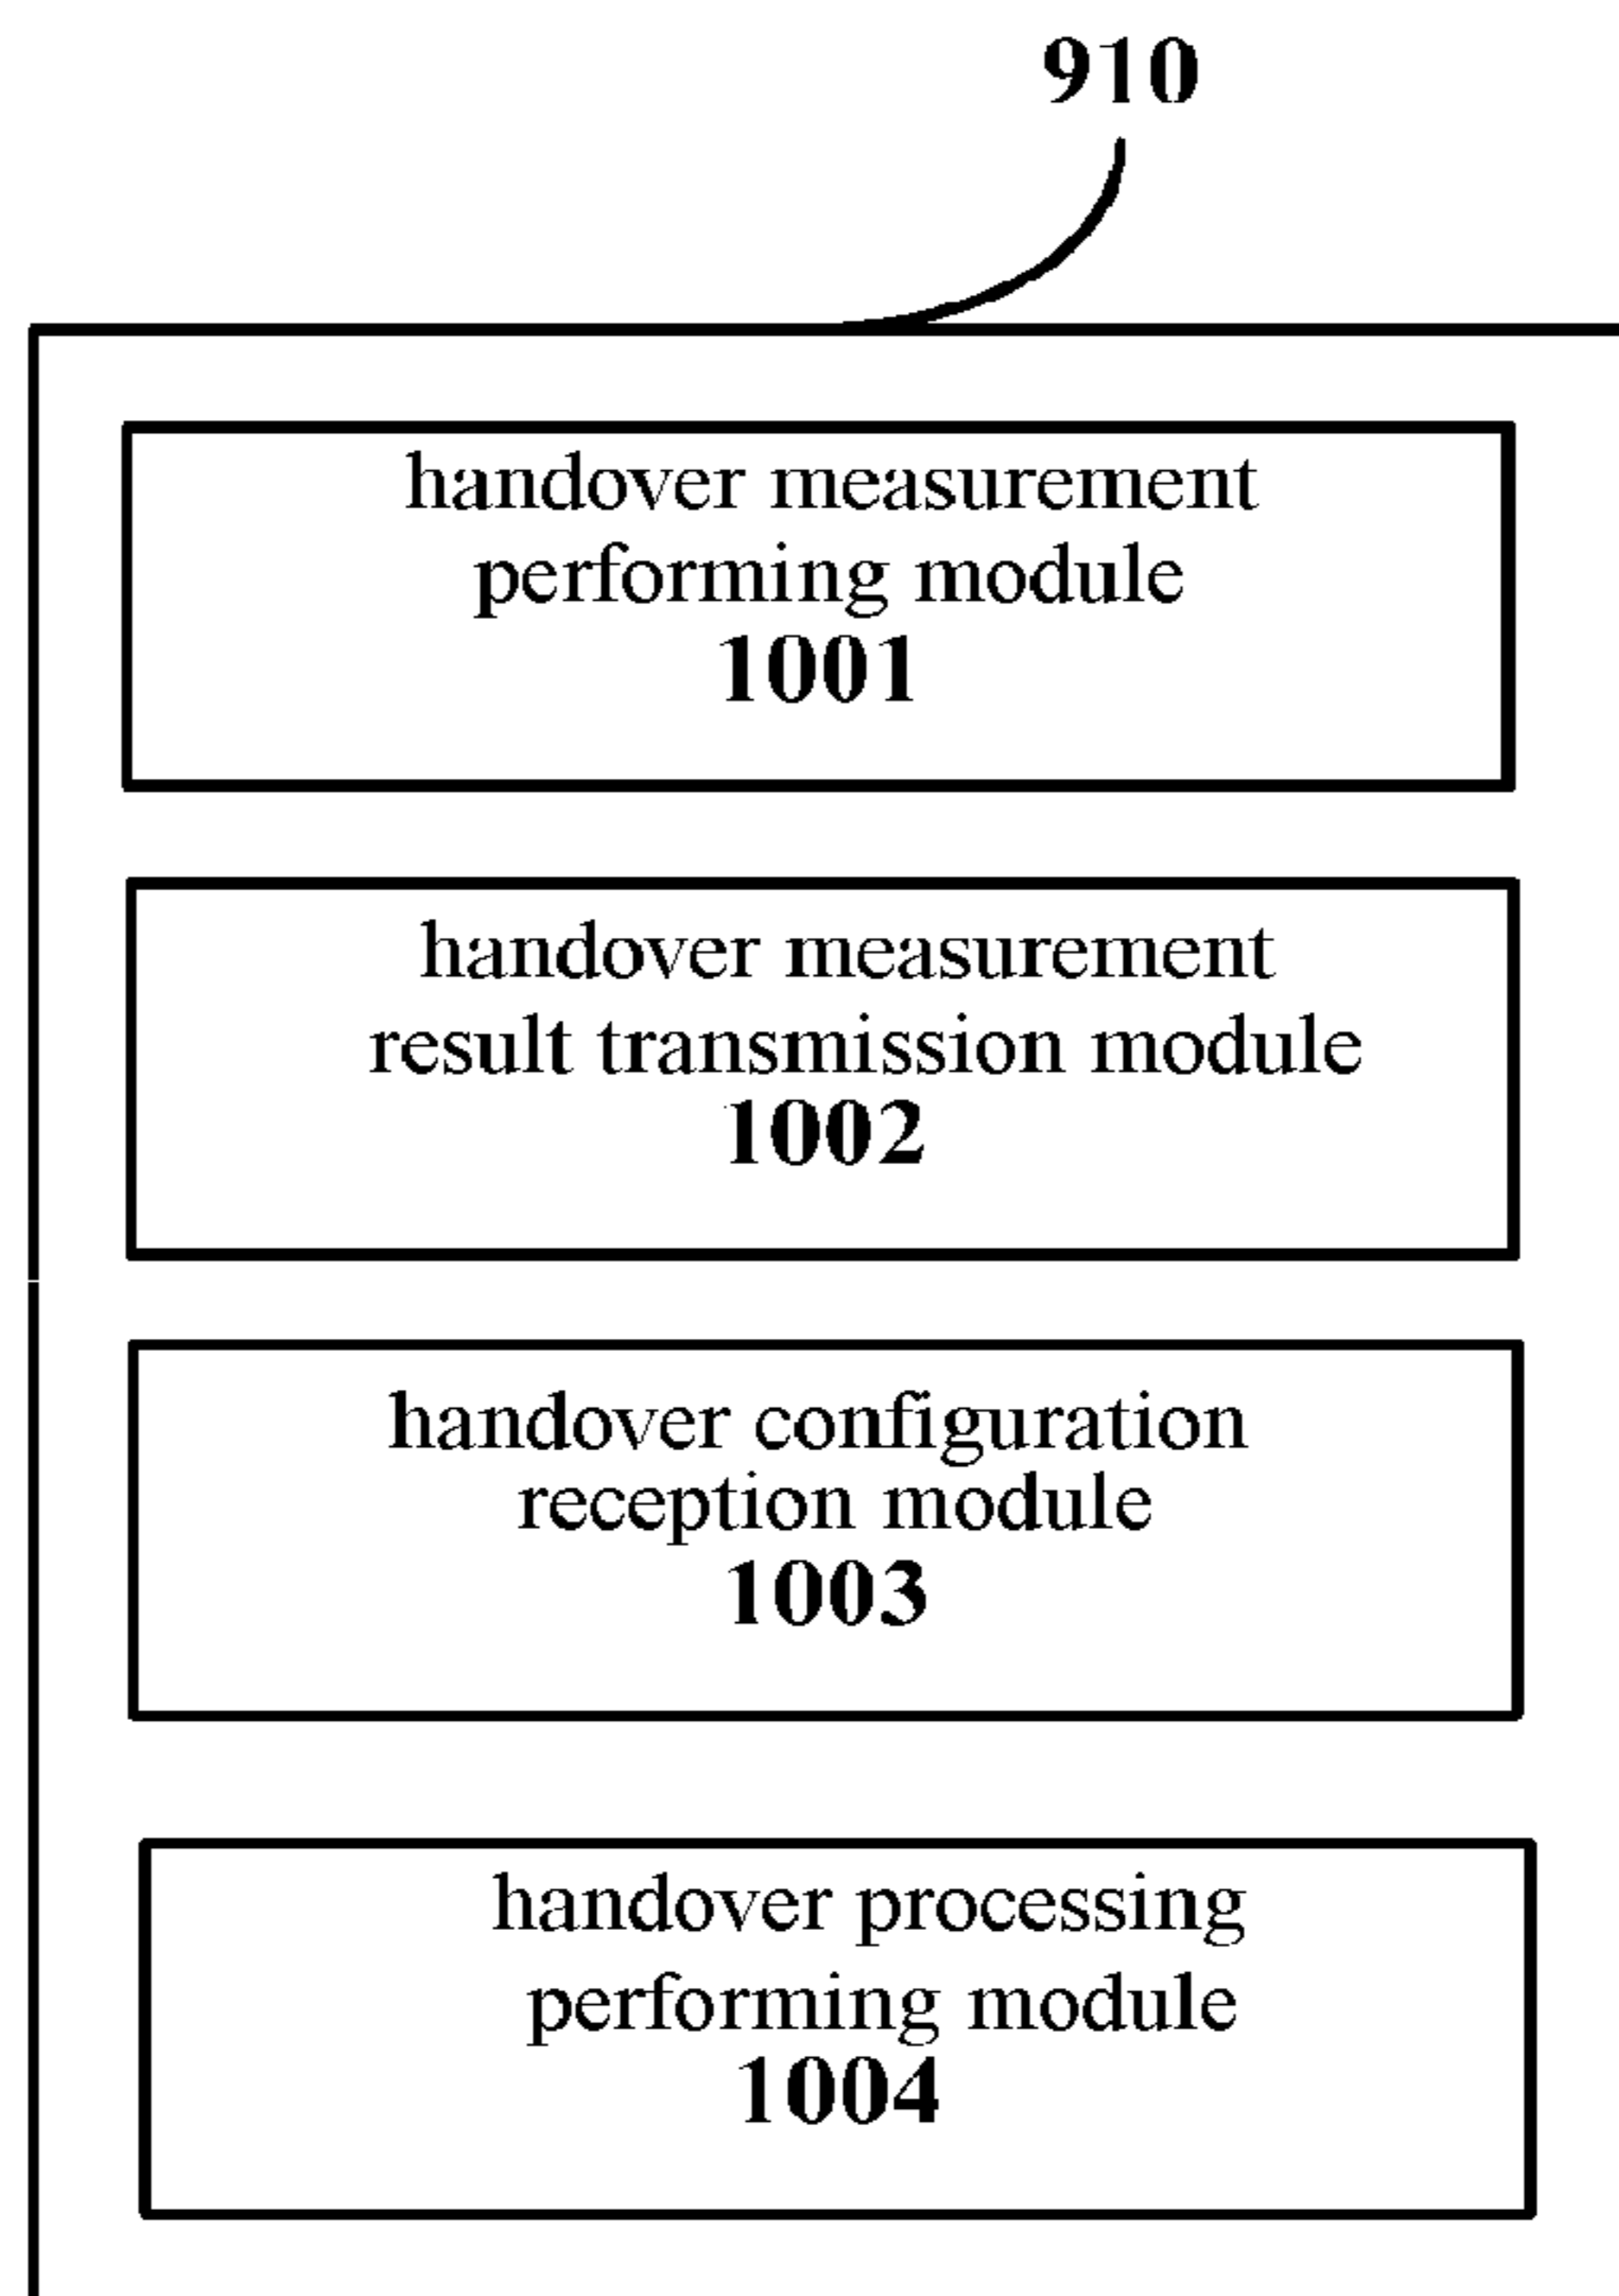 910
handover measurement
performing module
1001
handover measurement
result transmission module
1002
handover configuration
reception module
1003
handover processing
performing module
1004